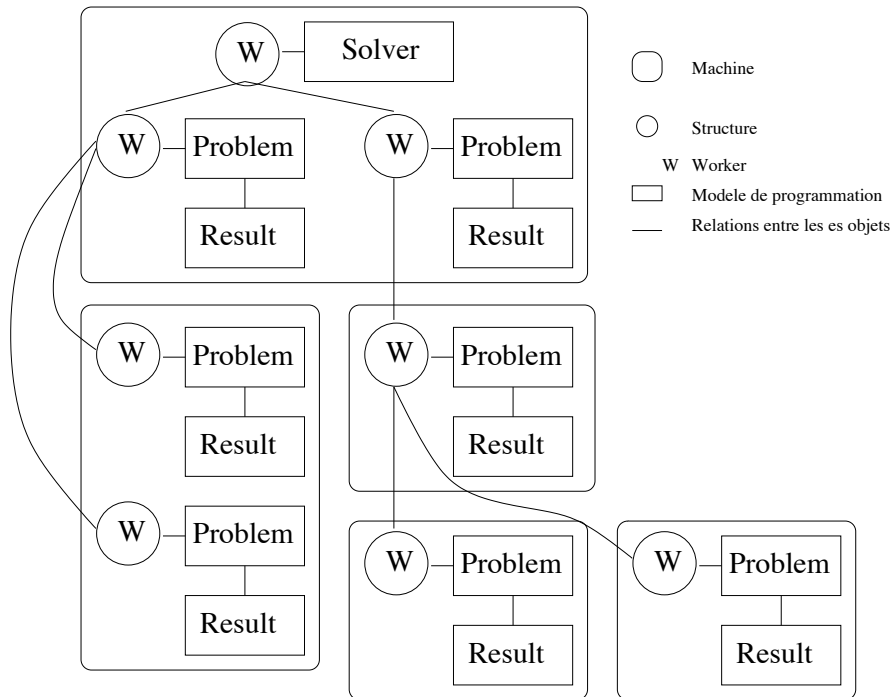 W Solver
W Problem W Problem
Result Result
W Problem W Problem
Result Result
W Problem
Result
W Problem W Problem
Result Result
Machine
Structure
W Worker
Modele de programmation
Relations entre les es objets